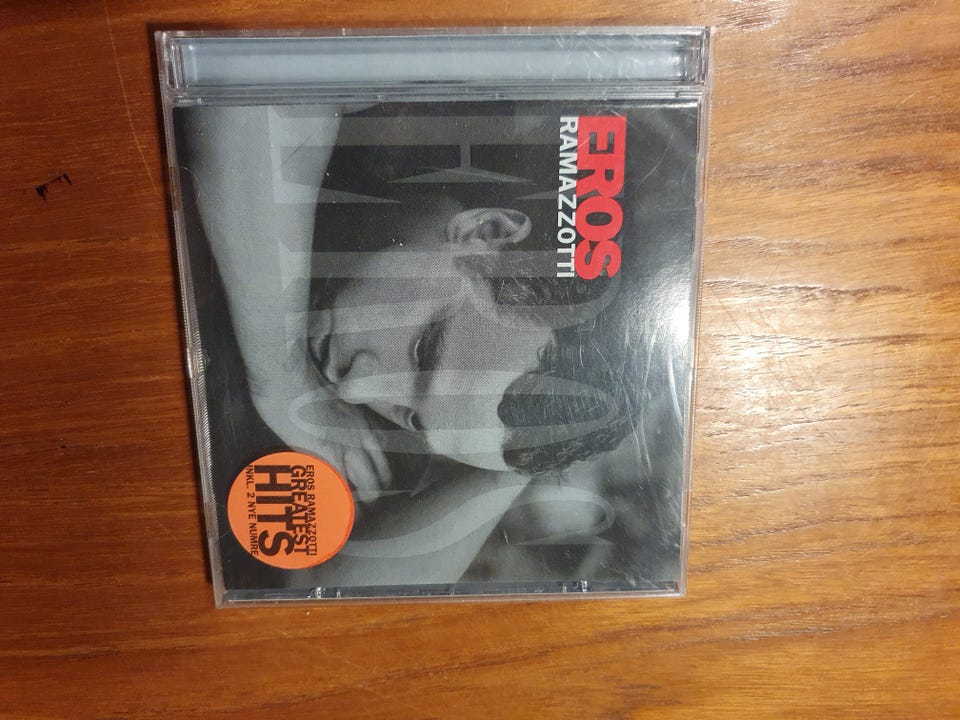 EROS
RAMAZZOTTI
EROS RAMAZZOTTI
GREATEST
HITS
INKL. 2 NYE NUMRE